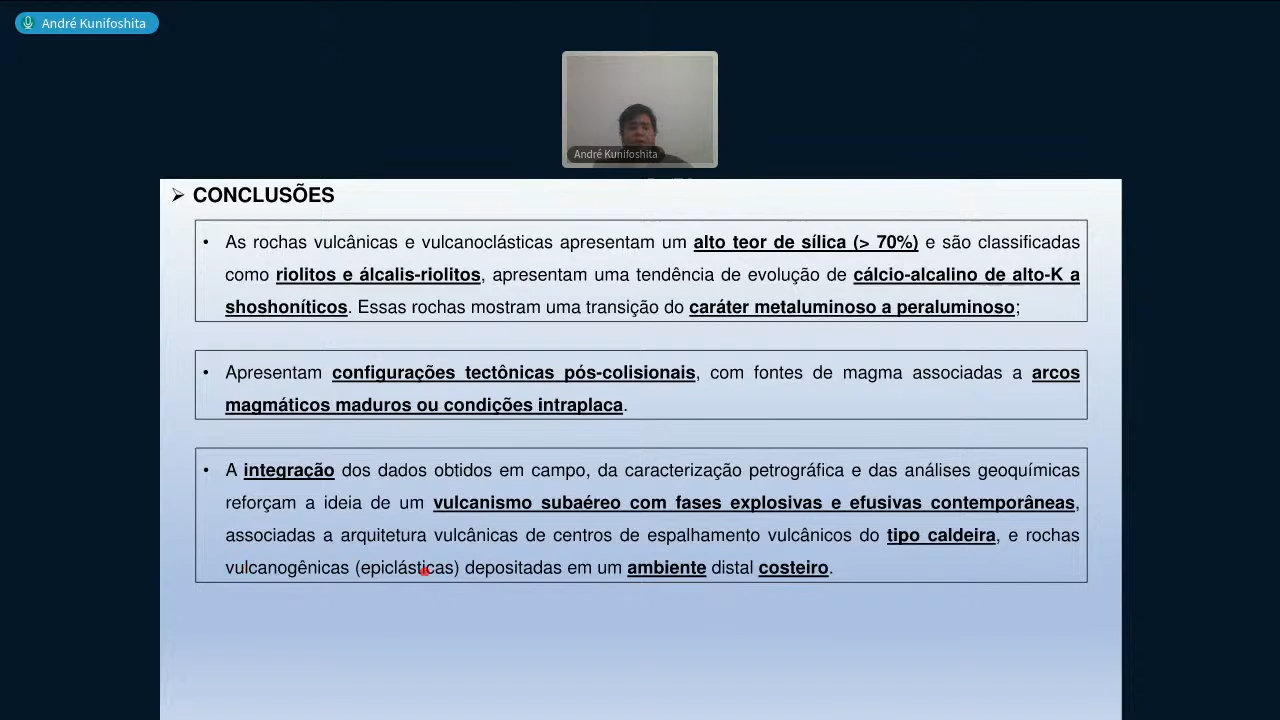 André Kunifoshita
André Kunifoshita
➢ CONCLUSÕES
• As rochas vulcânicas e vulcanoclásticas apresentam um alto teor de sílica (> 70%) e são classificadas
como riolitos e álcalis-riolitos, apresentam uma tendência de evolução de cálcio-alcalino de alto-K a
shoshoníticos. Essas rochas mostram uma transição do caráter metaluminoso a peraluminoso;
• Apresentam configurações tectônicas pós-colisionais, com fontes de magma associadas a arcos
magmáticos maduros ou condições intraplaca.
• A integração dos dados obtidos em campo, da caracterização petrográfica e das análises geoquímicas
reforçam a ideia de um vulcanismo subaéreo com fases explosivas e efusivas contemporâneas,
associadas a arquitetura vulcânicas de centros de espalhamento vulcânicos do tipo caldeira, e rochas
vulcanogênicas (epiclásticas) depositadas em um ambiente distal costeiro.